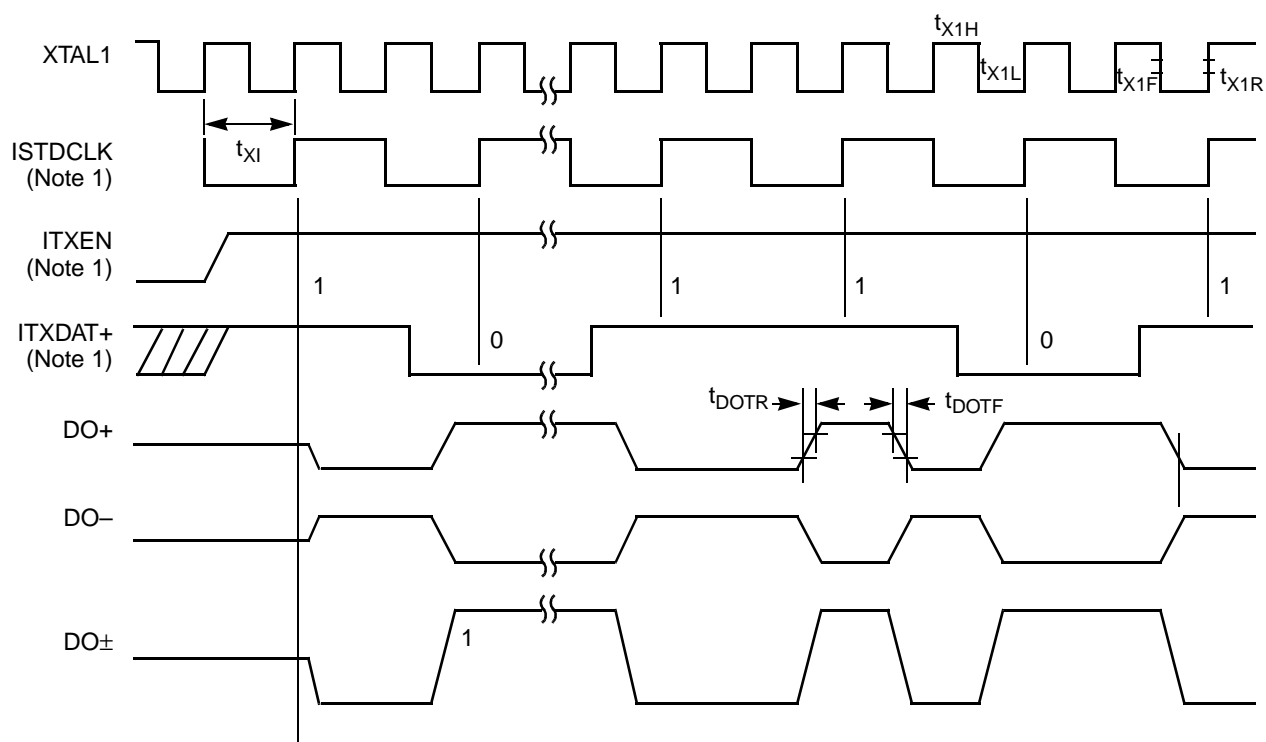 XTAL1
tX1H
tX1L
tX1F
tX1R
tXI
ISTDCLK
(Note 1)
ITXEN
(Note 1)
1
1
1
1
ITXDAT+
(Note 1)
0
0
tDOTR
tDOTF
DO+
DO–
DO±
1